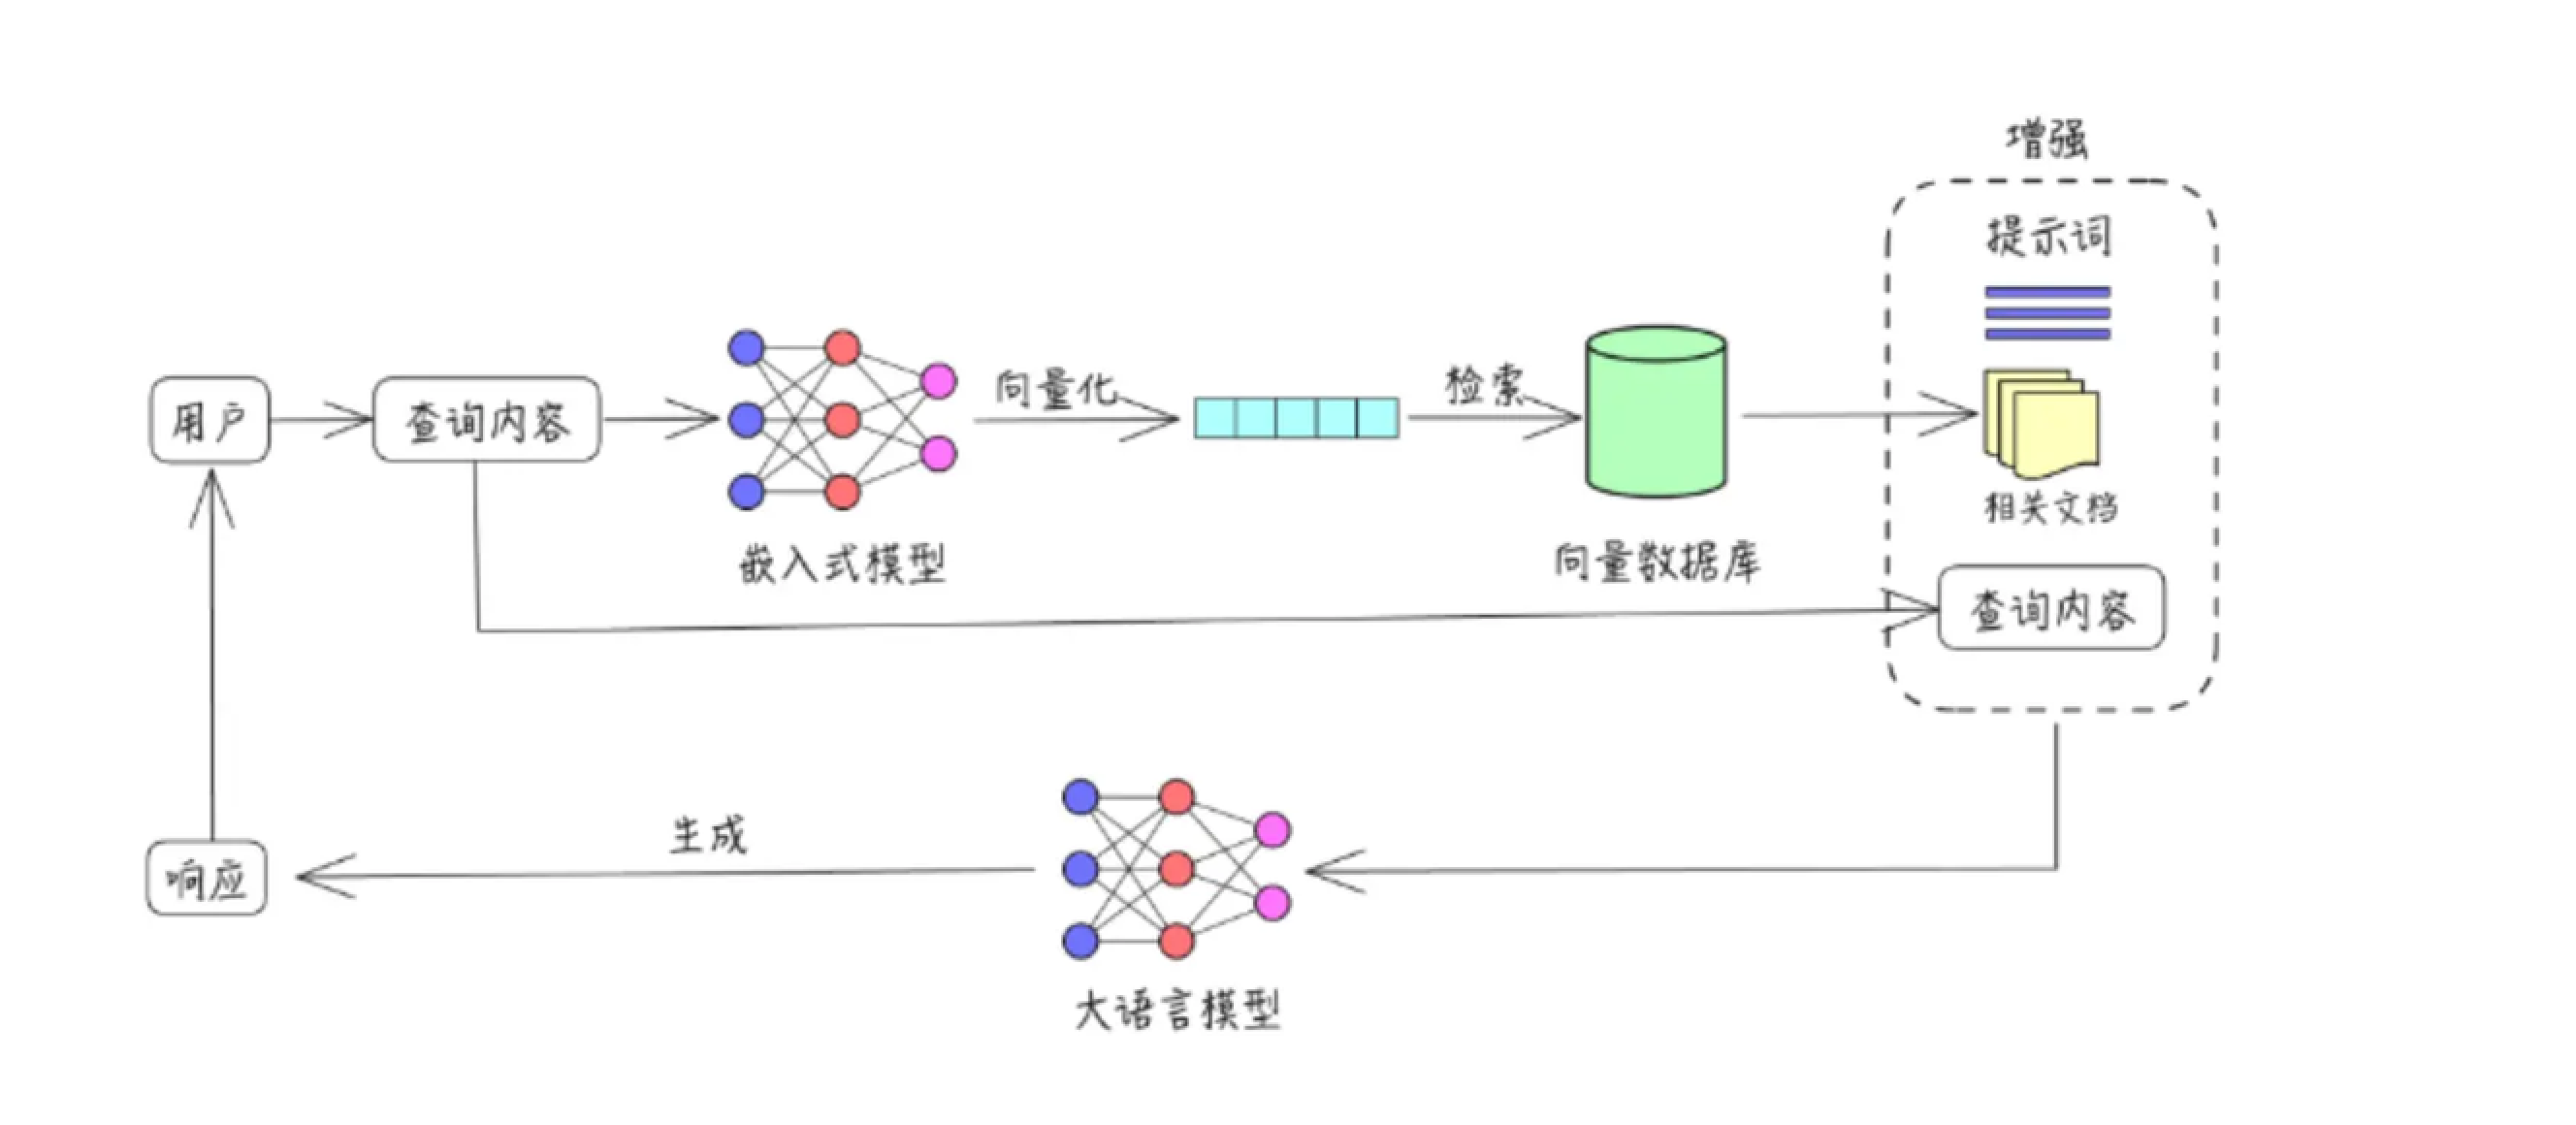 增强
提示词
用户
查询内容
向量化
检索
相关文档
嵌入式模型
向量数据库
查询内容
生成
响应
大语言模型